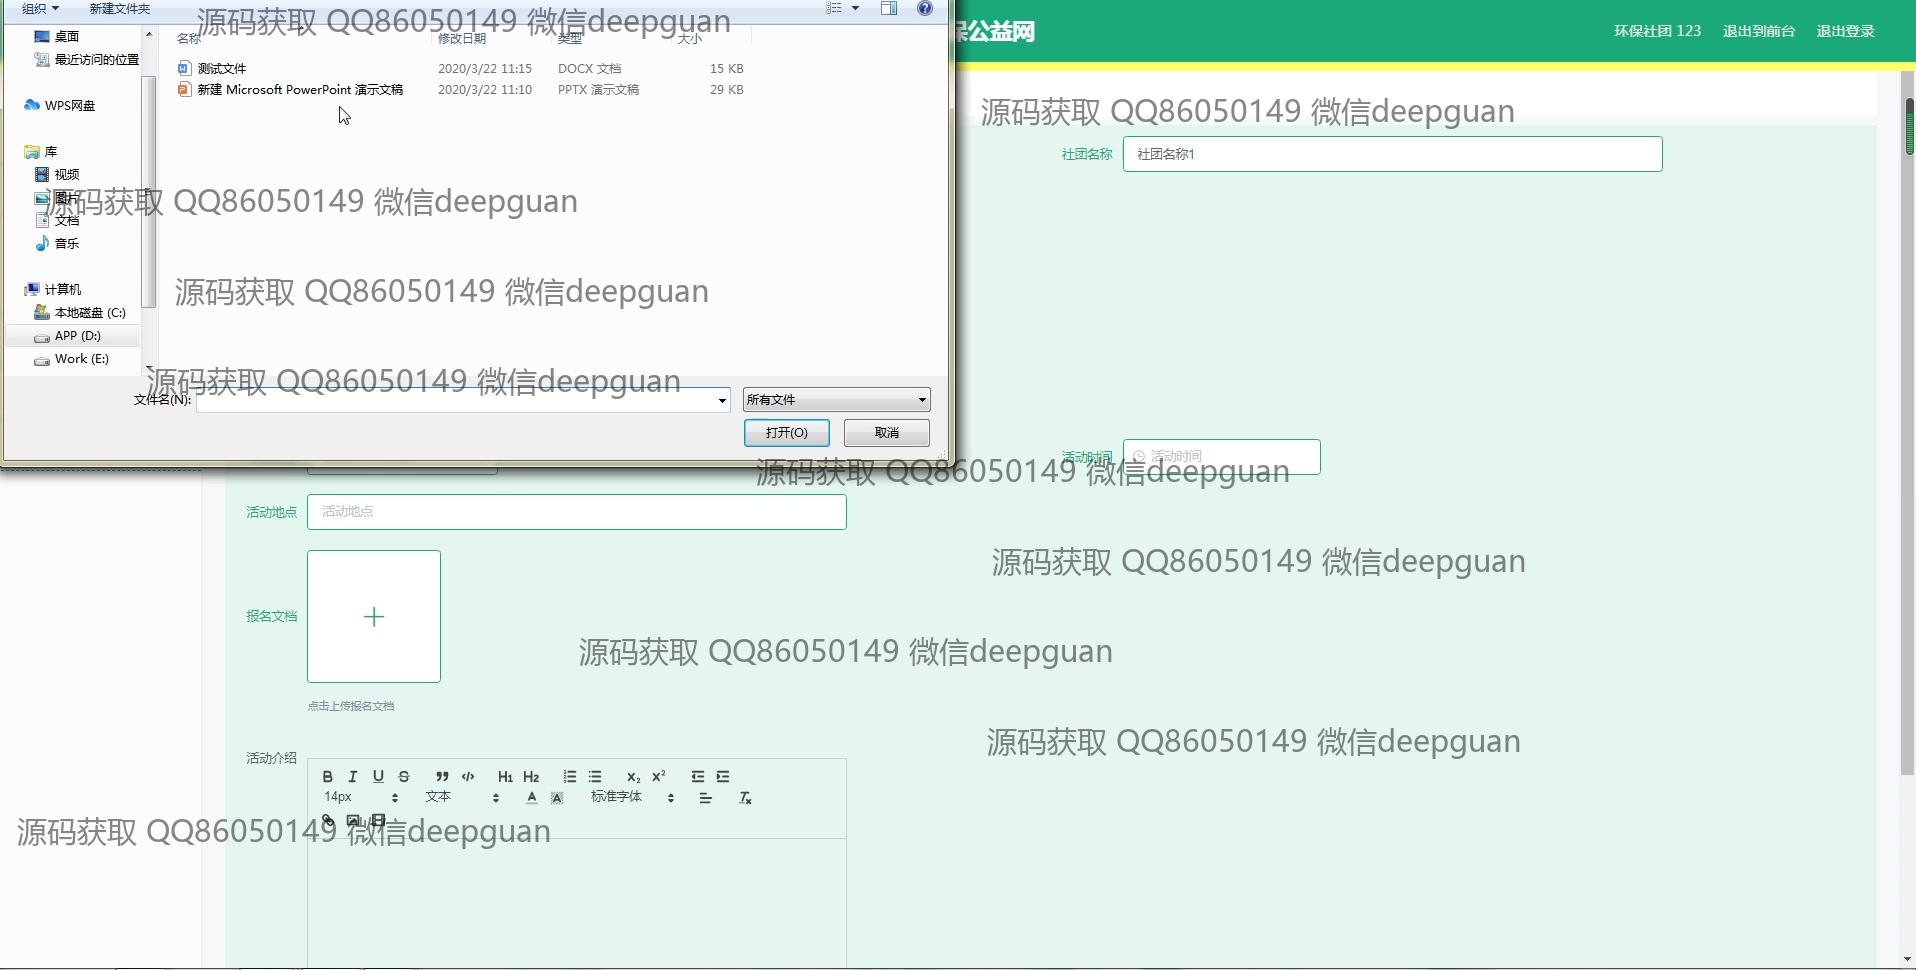 组织 新建文件夹
源码获取 QQ86050149 微信deepguan
保公益网
环保社团 123 退出到前台 退出登录
桌面
最近访问的位置
WPS网盘
库
视频
图片
文档
音乐
计算机
本地磁盘 (C:)
APP (D:)
Work (E:)
名称 修改日期 类型 大小
测试文件 2020/3/22 11:15 DOCX 文档 15 KB
新建 Microsoft PowerPoint 演示文稿 2020/3/22 11:10 PPTX 演示文稿 29 KB
源码获取 QQ86050149 微信deepguan
社团名称 社团名称1
源码获取 QQ86050149 微信deepguan
源码获取 QQ86050149 微信deepguan
源码获取 QQ86050149 微信deepguan
文件名(N): 所有文件
打开(O) 取消
活动时间 活动时间
源码获取 QQ86050149 微信deepguan
活动地点 活动地点
源码获取 QQ86050149 微信deepguan
报名文档
源码获取 QQ86050149 微信deepguan
点击上传报名文档
源码获取 QQ86050149 微信deepguan
活动介绍
B I U S H1 H2 x₂ x²
14px 文本 A A 标准字体 Tx
源码获取 QQ86050149 微信deepguan